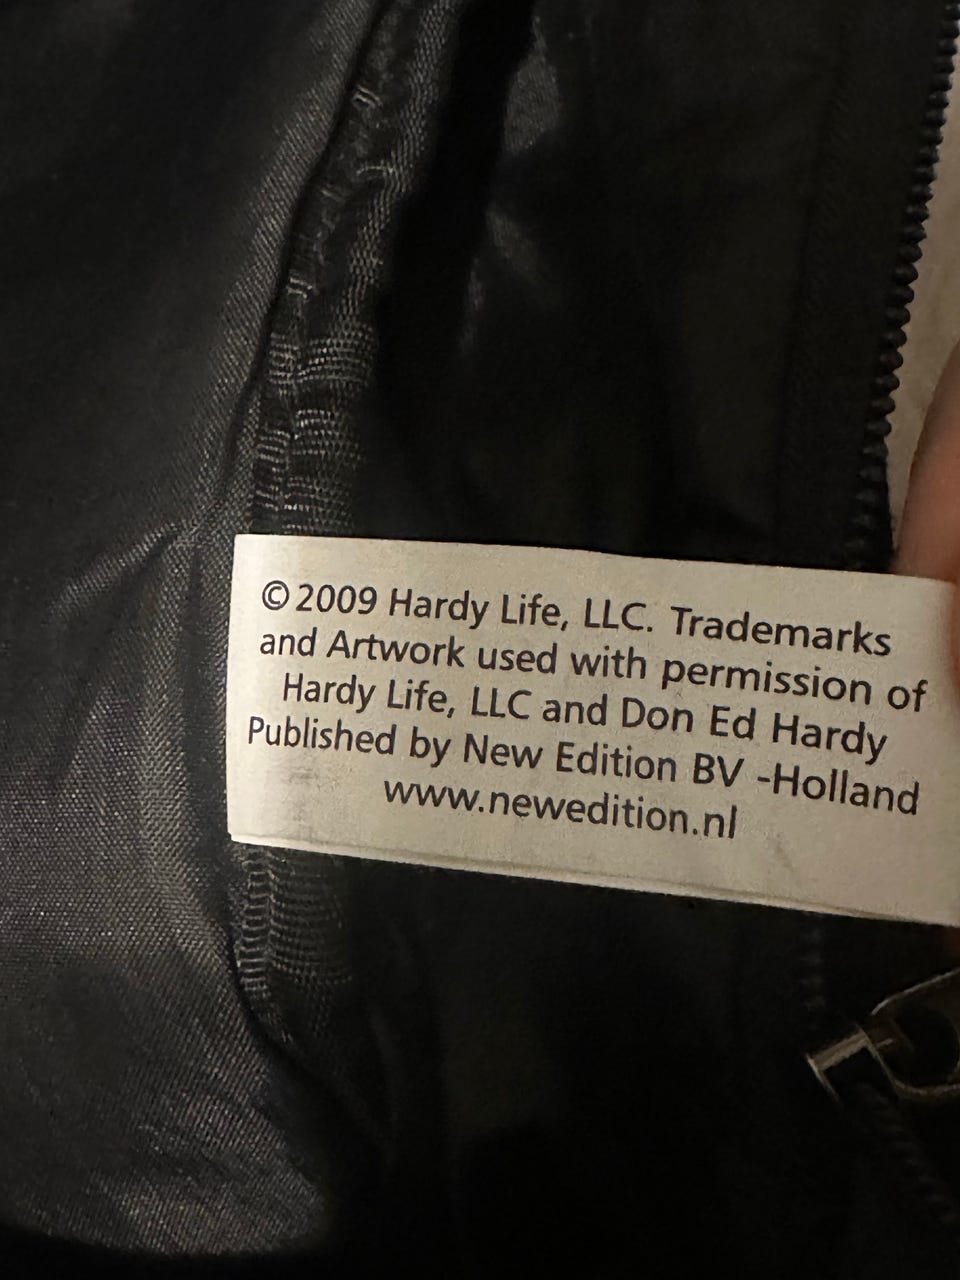 © 2009 Hardy Life, LLC. Trademarks
and Artwork used with permission of
Hardy Life, LLC and Don Ed Hardy
Published by New Edition BV -Holland
www.newedition.nl